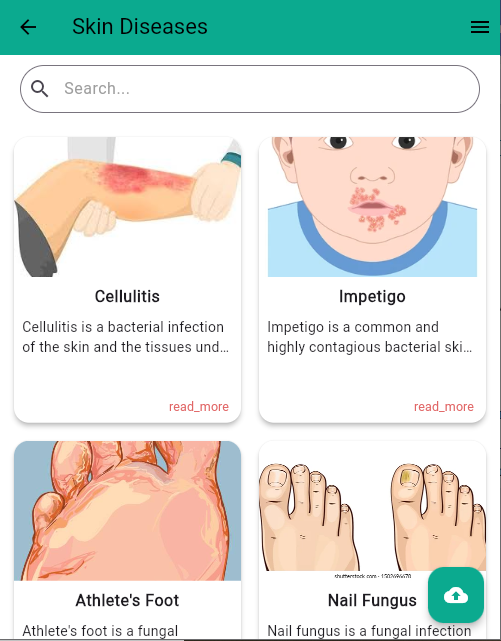 Skin Diseases
Search...
Cellulitis
Cellulitis is a bacterial infection
of the skin and the tissues und…
read_more
Impetigo
Impetigo is a common and
highly contagious bacterial ski…
read_more
shutterstock.com · 1502696670
Athlete's Foot
Athlete's foot is a fungal
Nail Fungus
Nail fungus is a fungal infection